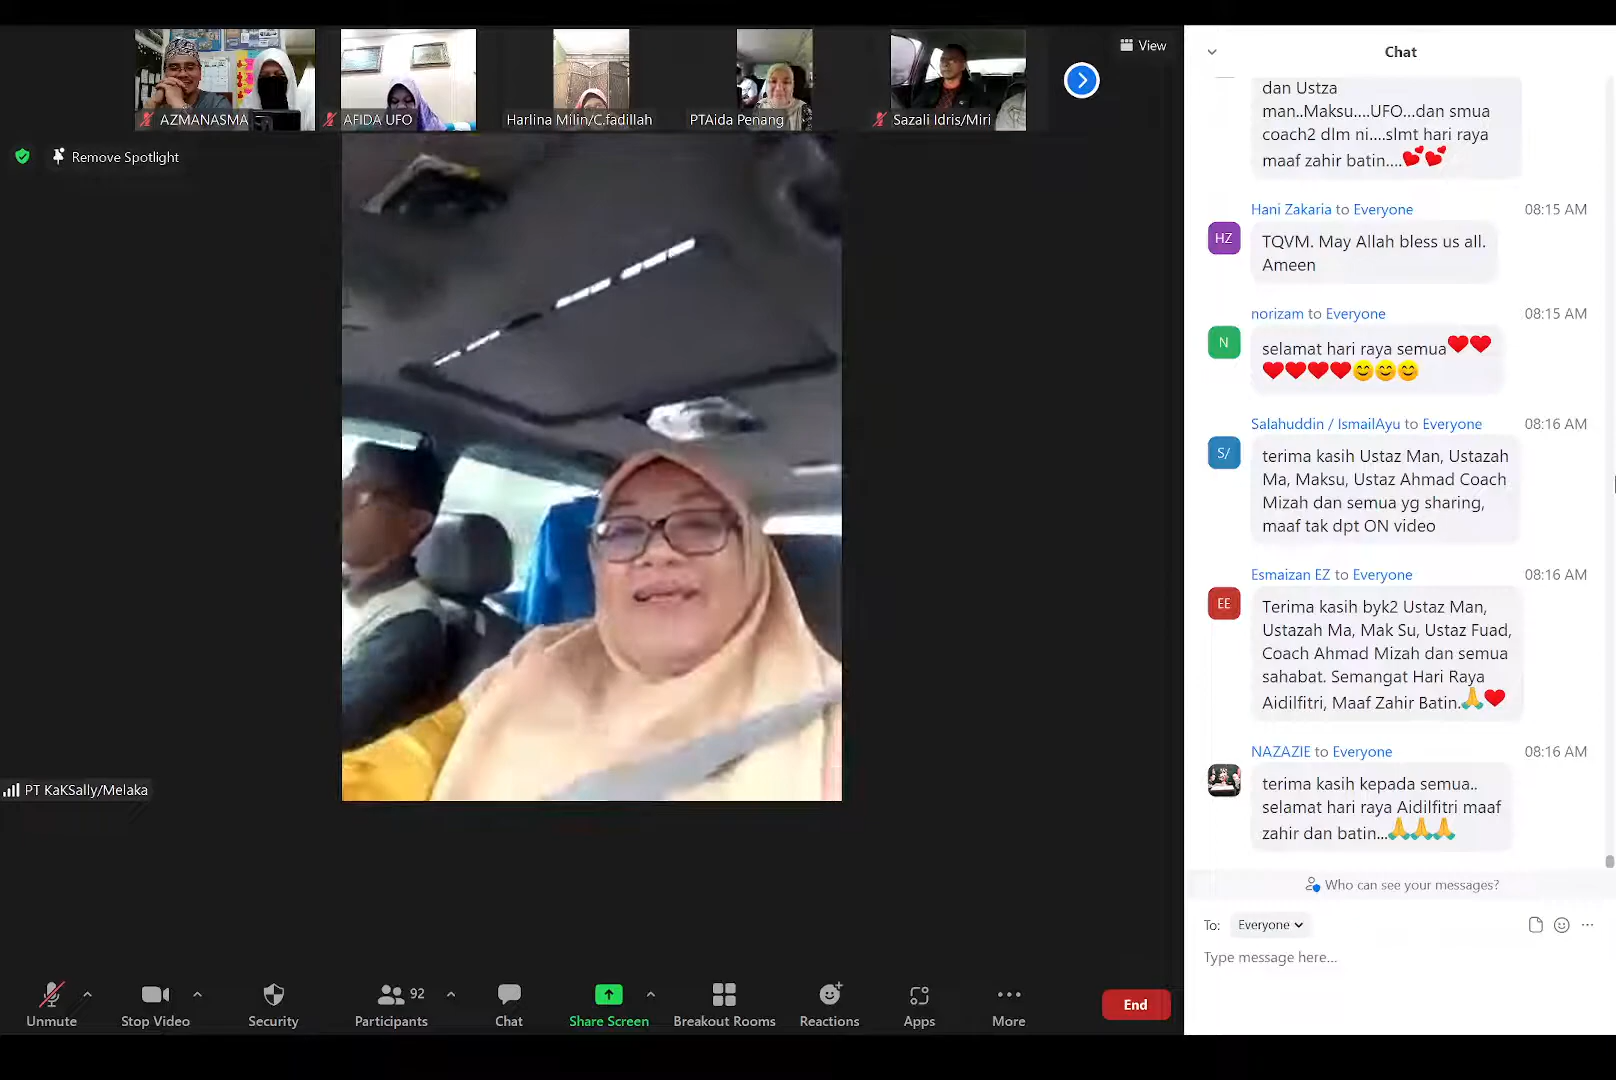 View
AZMANASMA
AFIDA UFO
Harlina Milin/C.fadillah
PTAida Penang
Sazali Idris/Miri
Remove Spotlight
PT KaKSally/Melaka
Unmute
Stop Video
Security
92
Participants
Chat
Share Screen
Breakout Rooms
Reactions
Apps
More
End
Chat
dan Ustza
man..Maksu....UFO...dan smua
coach2 dlm ni....slmt hari raya
maaf zahir batin....💕💕
Hani Zakaria to Everyone 08:15 AM
HZ
TQVM. May Allah bless us all.
Ameen
norizam to Everyone 08:15 AM
N
selamat hari raya semua❤❤
❤❤❤❤😊😊😊
Salahuddin / IsmailAyu to Everyone 08:16 AM
S/
terima kasih Ustaz Man, Ustazah
Ma, Maksu, Ustaz Ahmad Coach
Mizah dan semua yg sharing,
maaf tak dpt ON video
Esmaizan EZ to Everyone 08:16 AM
EE
Terima kasih byk2 Ustaz Man,
Ustazah Ma, Mak Su, Ustaz Fuad,
Coach Ahmad Mizah dan semua
sahabat. Semangat Hari Raya
Aidilfitri, Maaf Zahir Batin.🙏❤
NAZAZIE to Everyone 08:16 AM
terima kasih kepada semua..
selamat hari raya Aidilfitri maaf
zahir dan batin...🙏🙏🙏
Who can see your messages?
To: Everyone
Type message here...